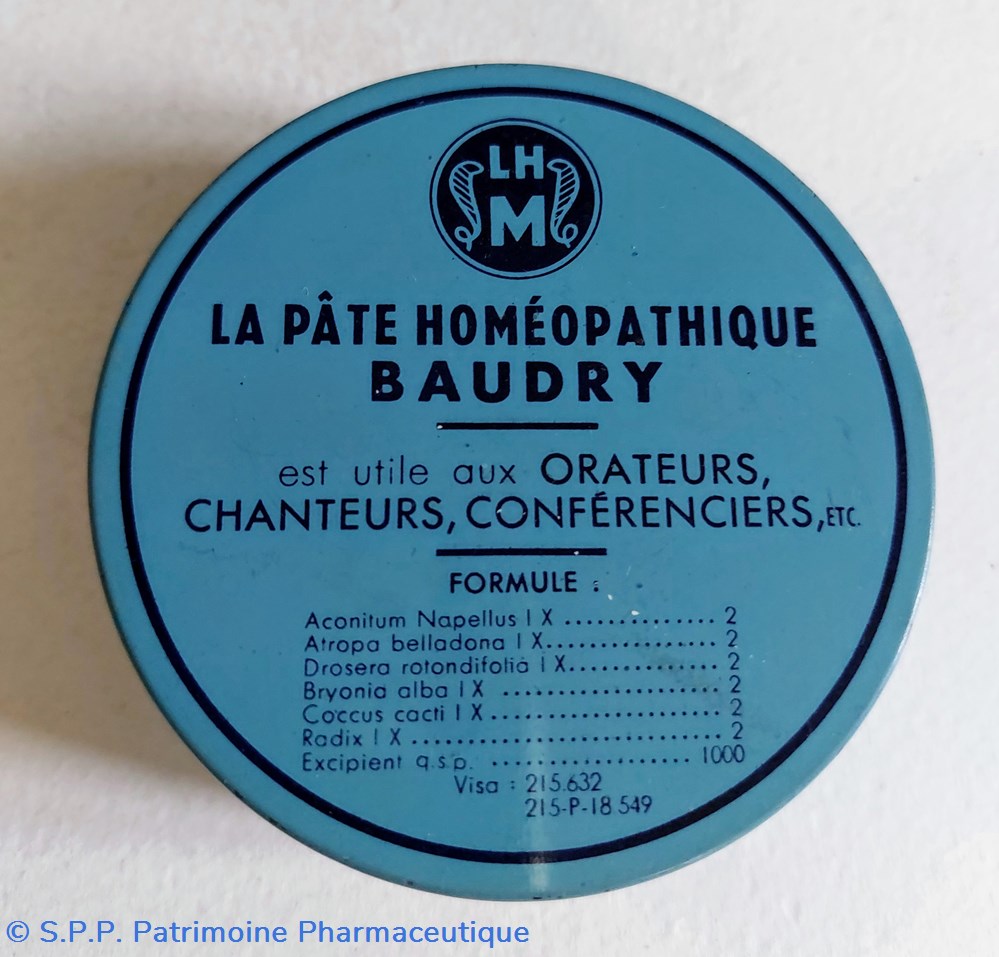 LH
M
LA PÂTE HOMÉOPATHIQUE
BAUDRY
est utile aux ORATEURS,
CHANTEURS, CONFÉRENCIERS, ETC.
FORMULE :
Aconitum Napellus I X ............... 2
Atropa belladona I X................. 2
Drosera rotondifolia I X............... 2
Bryonia alba I X ..................... 2
Coccus cacti I X ....................... 2
Radix I X ............................... 2
Excipient q.s.p. .................... 1000
Visa : 215.632
215-P-18 549
© S.P.P. Patrimoine Pharmaceutique